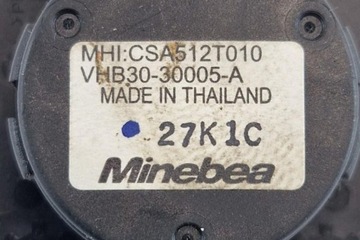 MHI:CSA512T010
VHB30-30005-A
MADE IN THAILAND
27K1C
Minebea